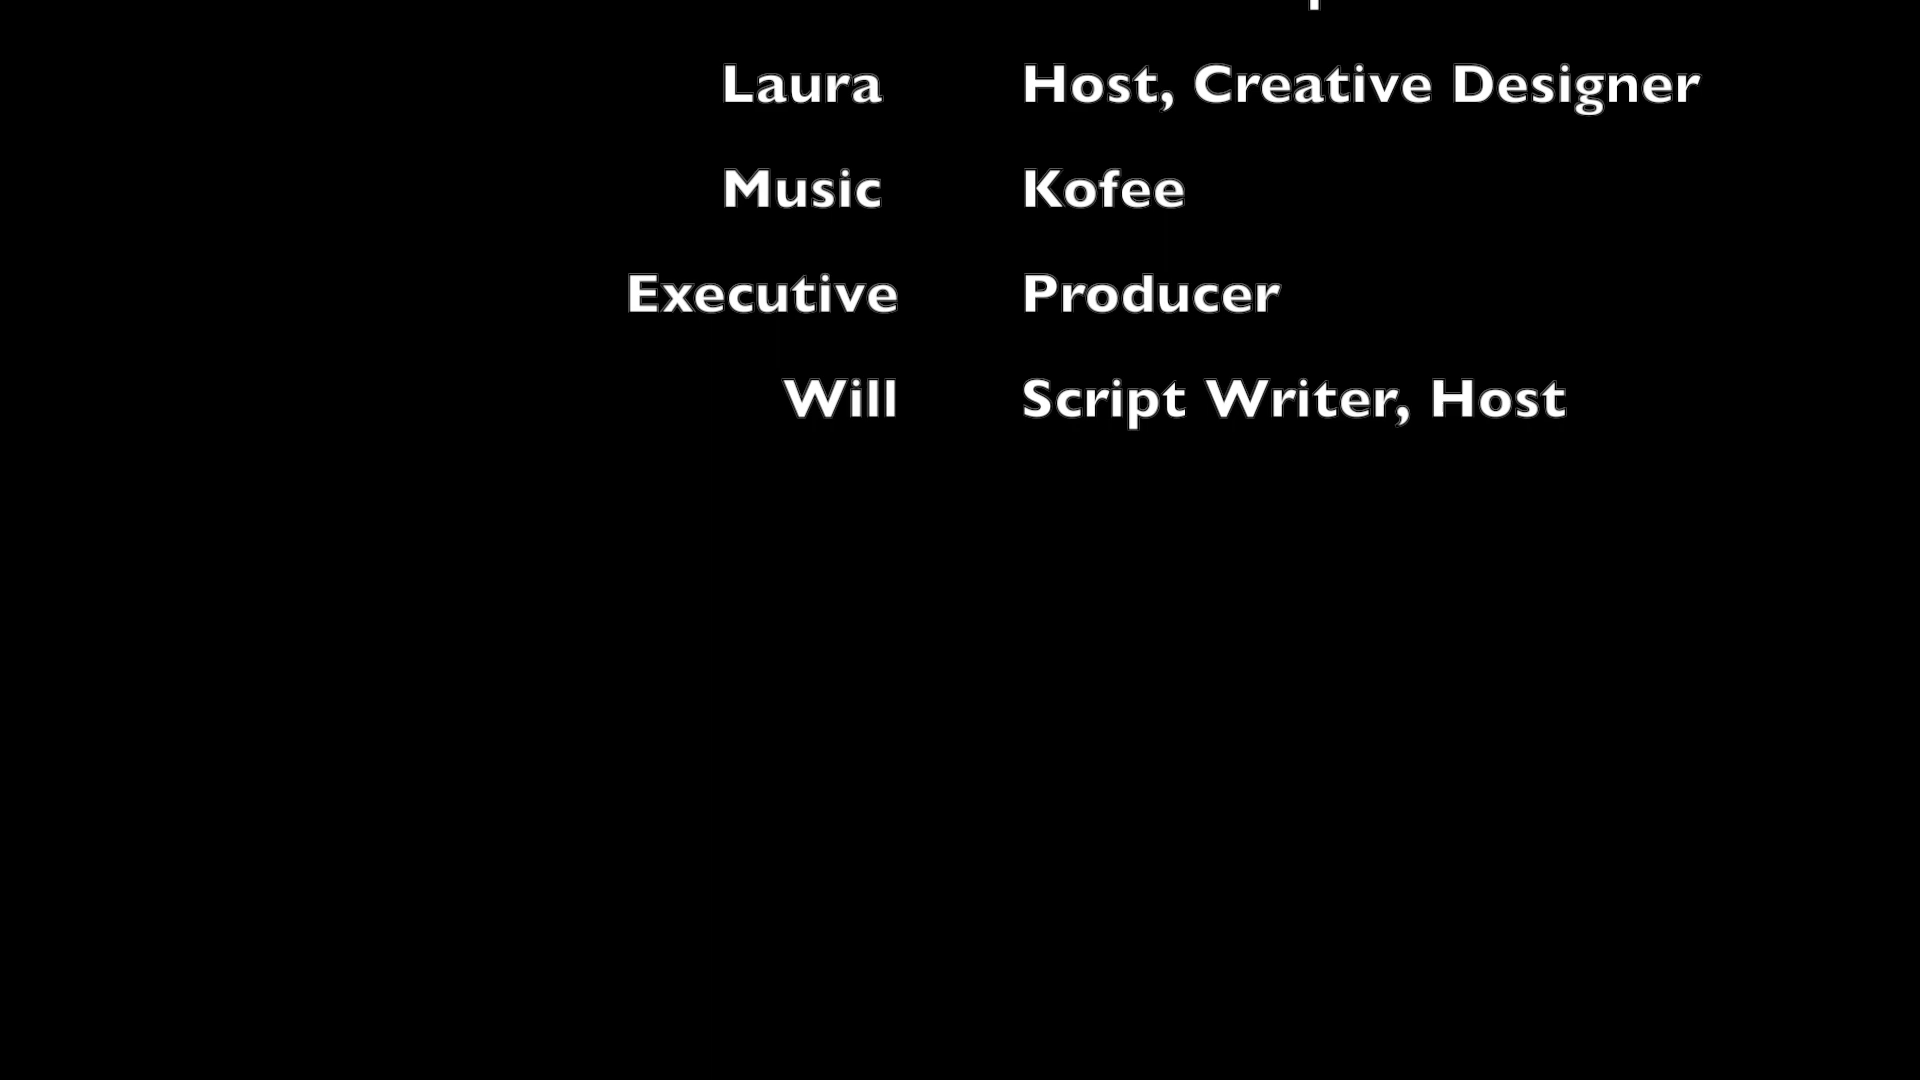 Laura Host, Creative Designer
Music Kofee
Executive Producer
Will Script Writer, Host